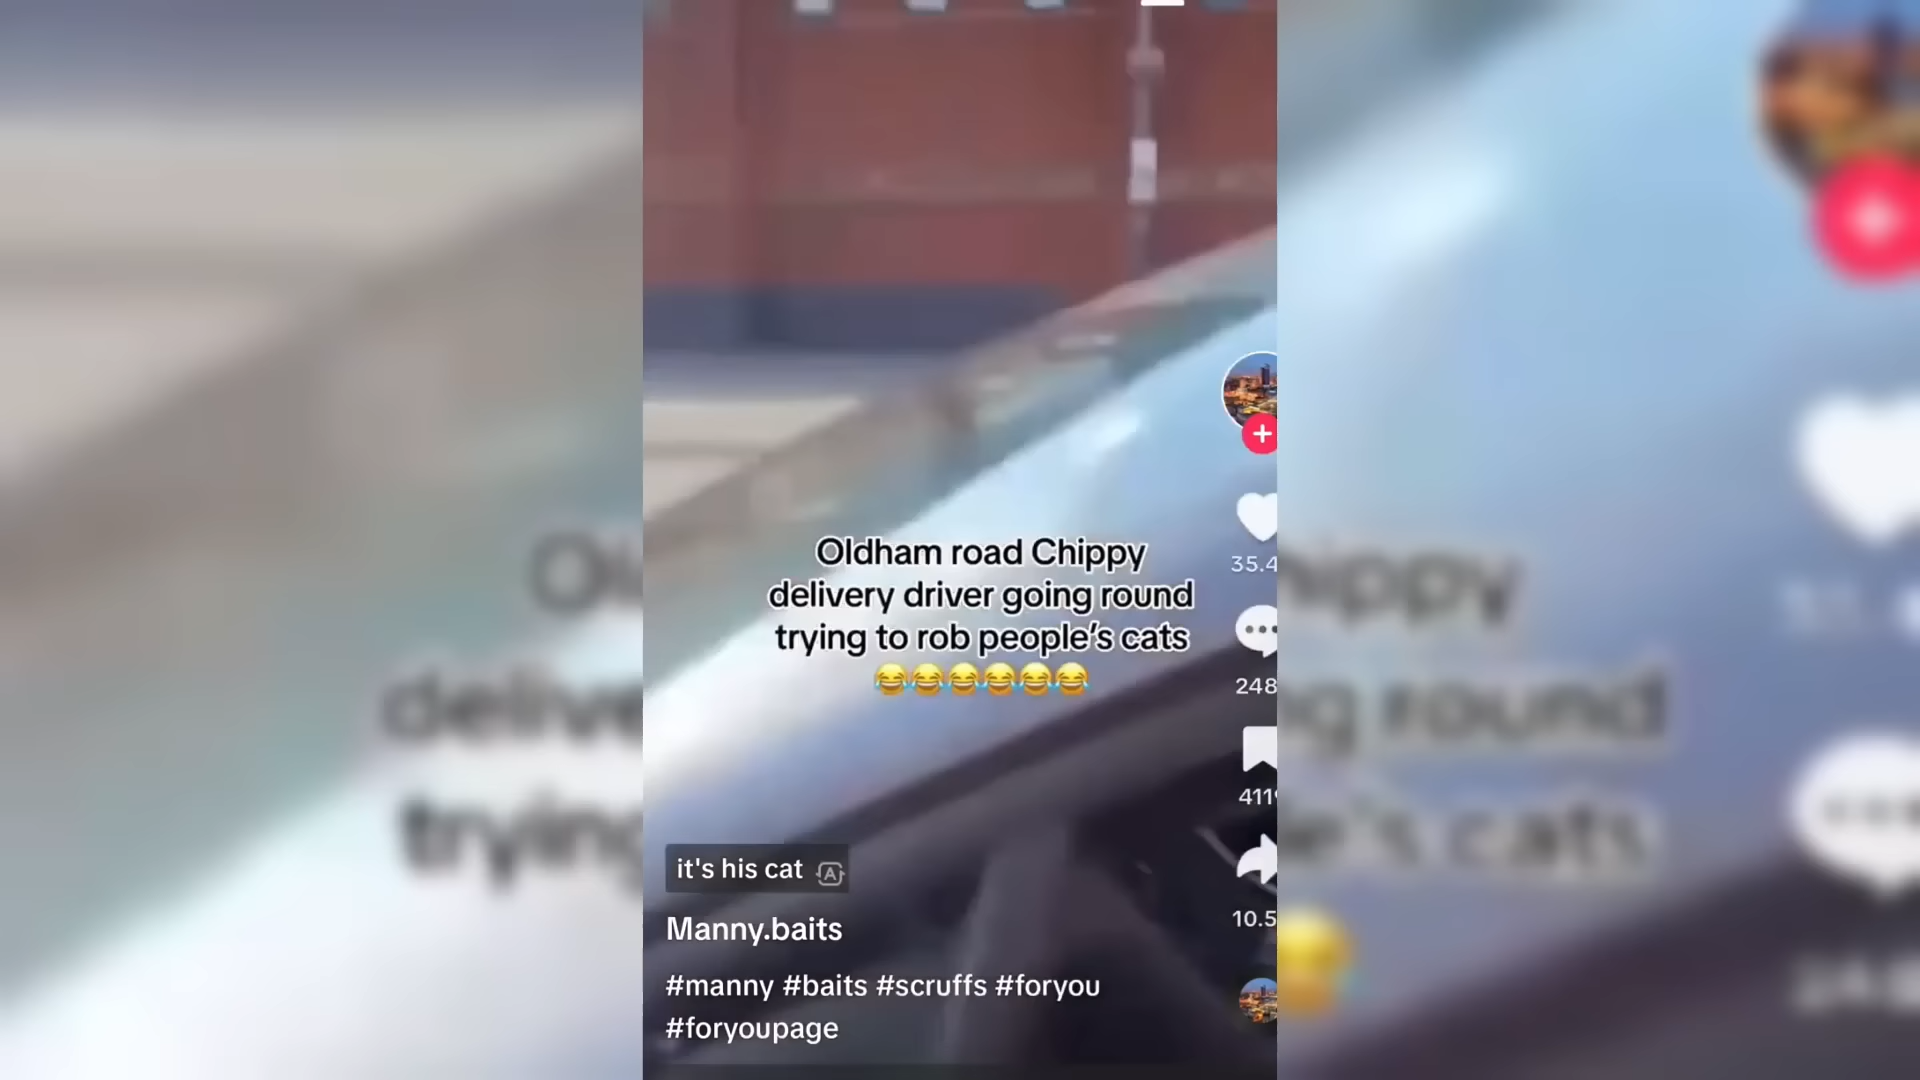 Oldham road Chippy
delivery driver going round
trying to rob people's cats
😂😂😂😂😂😂
35.4
248
411
10.5
it's his cat
Manny.baits
#manny #baits #scruffs #foryou
#foryoupage